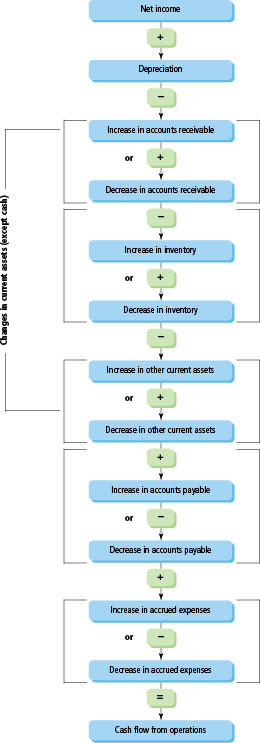 Net income
+
Depreciation
−
Increase in accounts receivable
or +
Decrease in accounts receivable
−
Increase in inventory
or +
Decrease in inventory
−
Increase in other current assets
or +
Decrease in other current assets
+
Increase in accounts payable
or −
Decrease in accounts payable
+
Increase in accrued expenses
or −
Decrease in accrued expenses
=
Cash flow from operations
Changes in current assets (except cash)